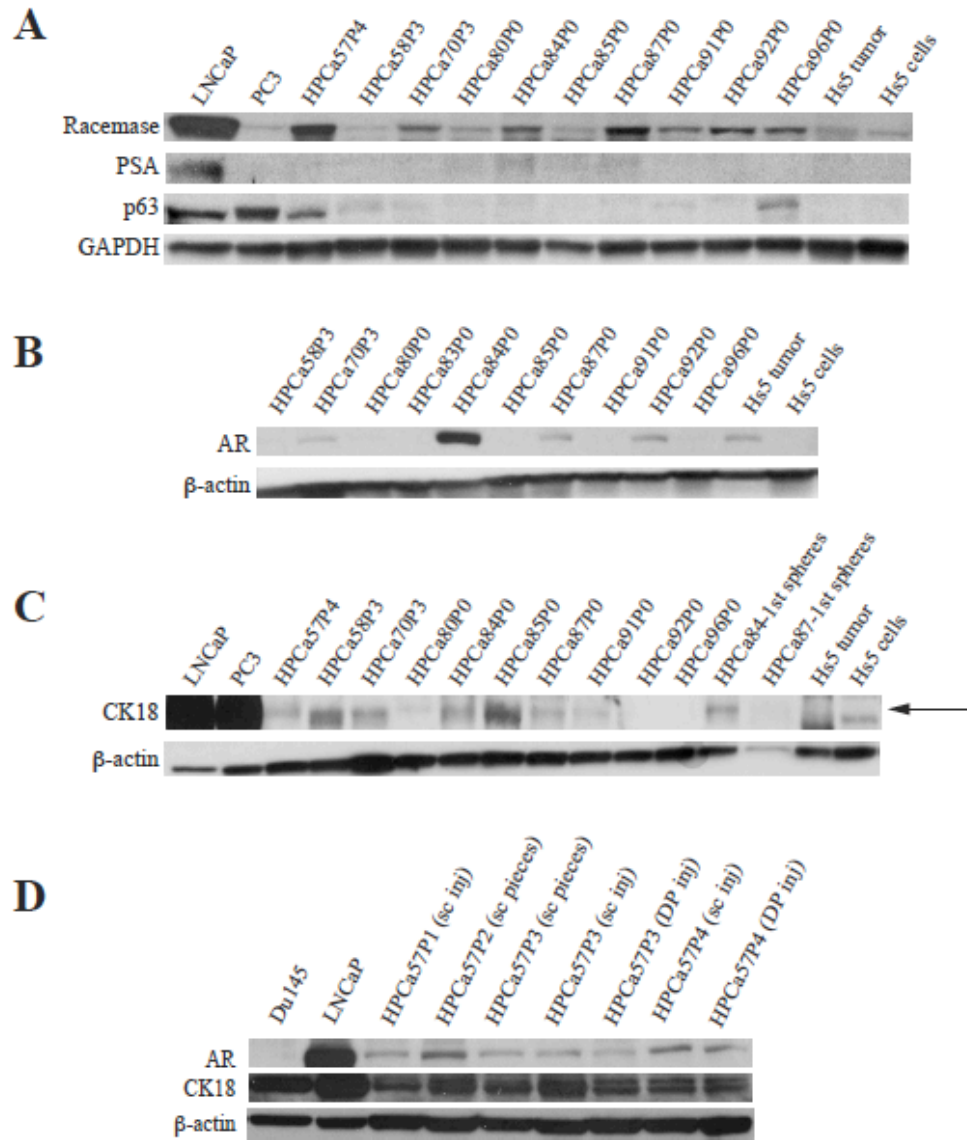 A
LNCaP PC3 HPCa57P4 HPCa58P3 HPCa70P3 HPCa80P0 HPCa84P0 HPCa85P0 HPCa87P0 HPCa91P0 HPCa92P0 HPCa96P0 Hs5 tumor Hs5 cells
Racemase
PSA
p63
GAPDH
B
HPCa58P3 HPCa70P3 HPCa80P0 HPCa83P0 HPCa84P0 HPCa85P0 HPCa87P0 HPCa91P0 HPCa92P0 HPCa96P0 Hs5 tumor Hs5 cells
AR
β-actin
C
LNCaP PC3 HPCa57P4 HPCa58P3 HPCa70P3 HPCa80P0 HPCa84P0 HPCa85P0 HPCa87P0 HPCa91P0 HPCa92P0 HPCa96P0 HPCa84-1st spheres HPCa87-1st spheres Hs5 tumor Hs5 cells
CK18
β-actin
D
Du145 LNCaP HPCa57P1 (sc inj) HPCa57P2 (sc pieces) HPCa57P3 (sc pieces) HPCa57P3 (sc inj) HPCa57P3 (DP inj) HPCa57P4 (sc inj) HPCa57P4 (DP inj)
AR
CK18
β-actin